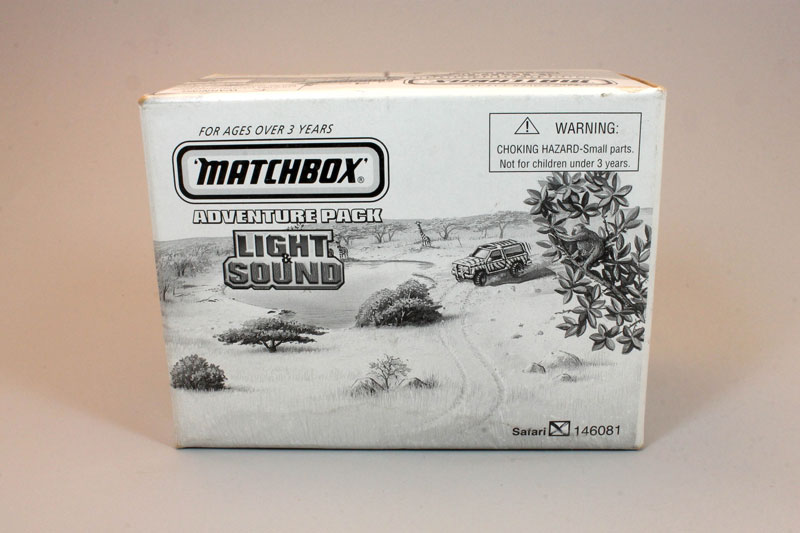 FOR AGES OVER 3 YEARS
'MATCHBOX'®
ADVENTURE PACK
LIGHT
&
SOUND
⚠ WARNING:
CHOKING HAZARD-Small parts.
Not for children under 3 years.
Safari ☒ 146081